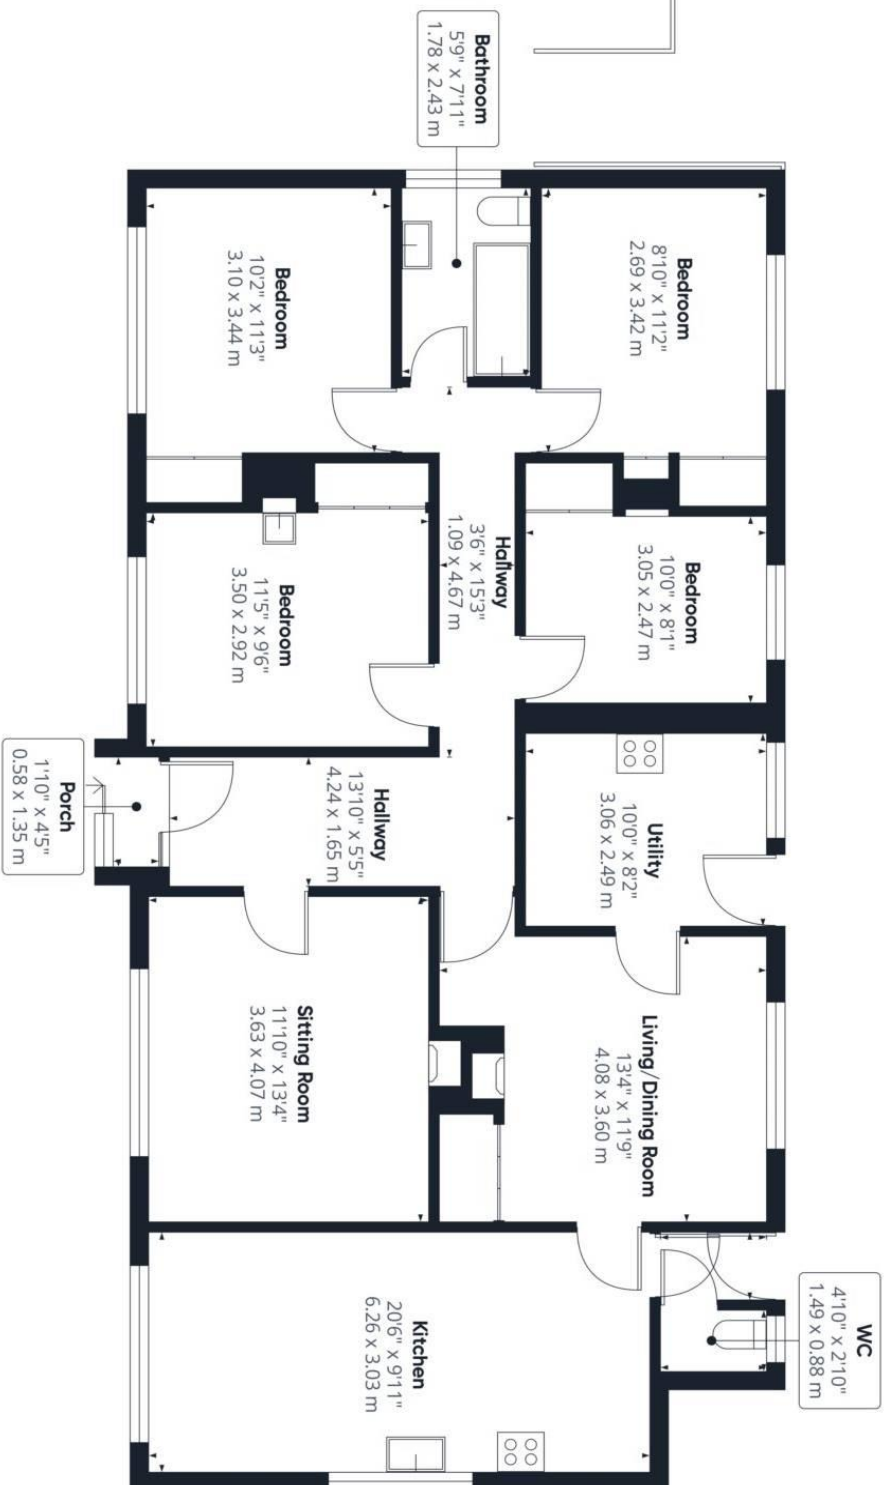 Bathroom
5'9" x 7'11"
1.78 x 2.43 m
Bedroom
8'10" x 11'2"
2.69 x 3.42 m
Bedroom
10'2" x 11'3"
3.10 x 3.44 m
Hallway
3'6" x 15'3"
1.09 x 4.67 m
Bedroom
10'0" x 8'1"
3.05 x 2.47 m
Bedroom
11'5" x 9'6"
3.50 x 2.92 m
Porch
1'10" x 4'5"
0.58 x 1.35 m
Hallway
13'10" x 5'5"
4.24 x 1.65 m
Utility
10'0" x 8'2"
3.06 x 2.49 m
Living/Dining Room
13'4" x 11'9"
4.08 x 3.60 m
Sitting Room
11'10" x 13'4"
3.63 x 4.07 m
WC
4'10" x 2'10"
1.49 x 0.88 m
Kitchen
20'6" x 9'11"
6.26 x 3.03 m